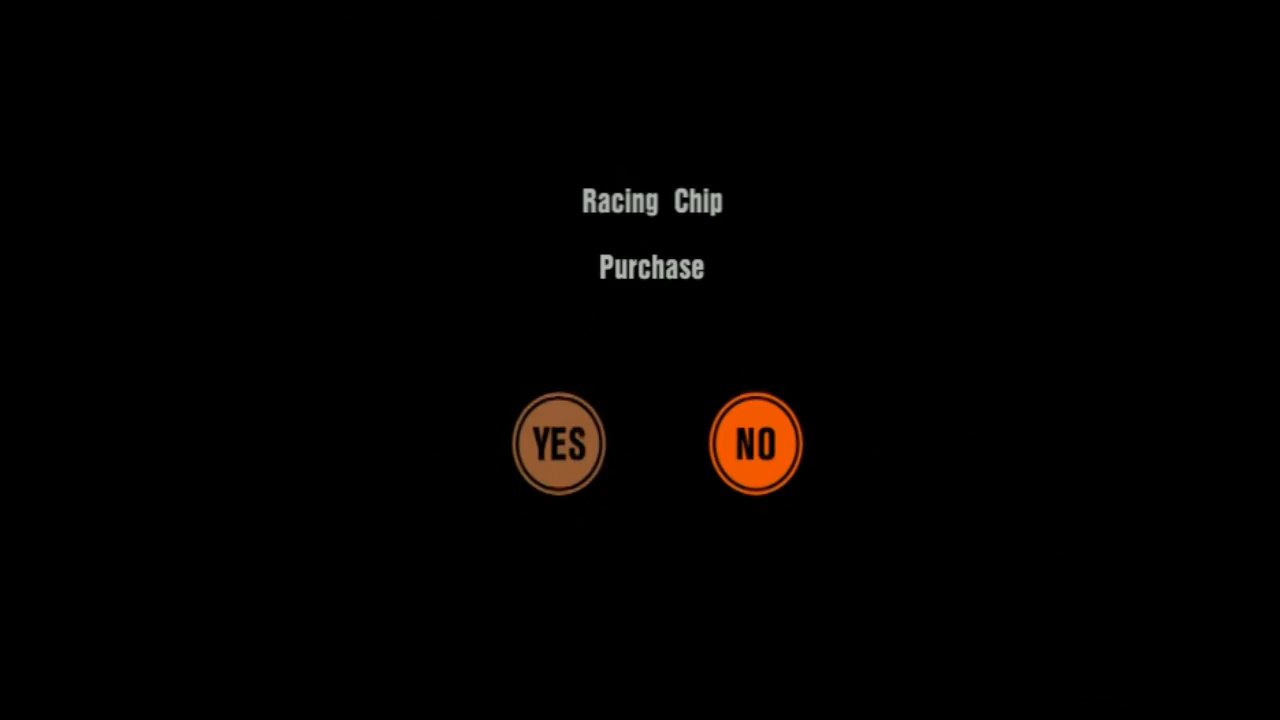 Racing Chip
Purchase
YES
NO